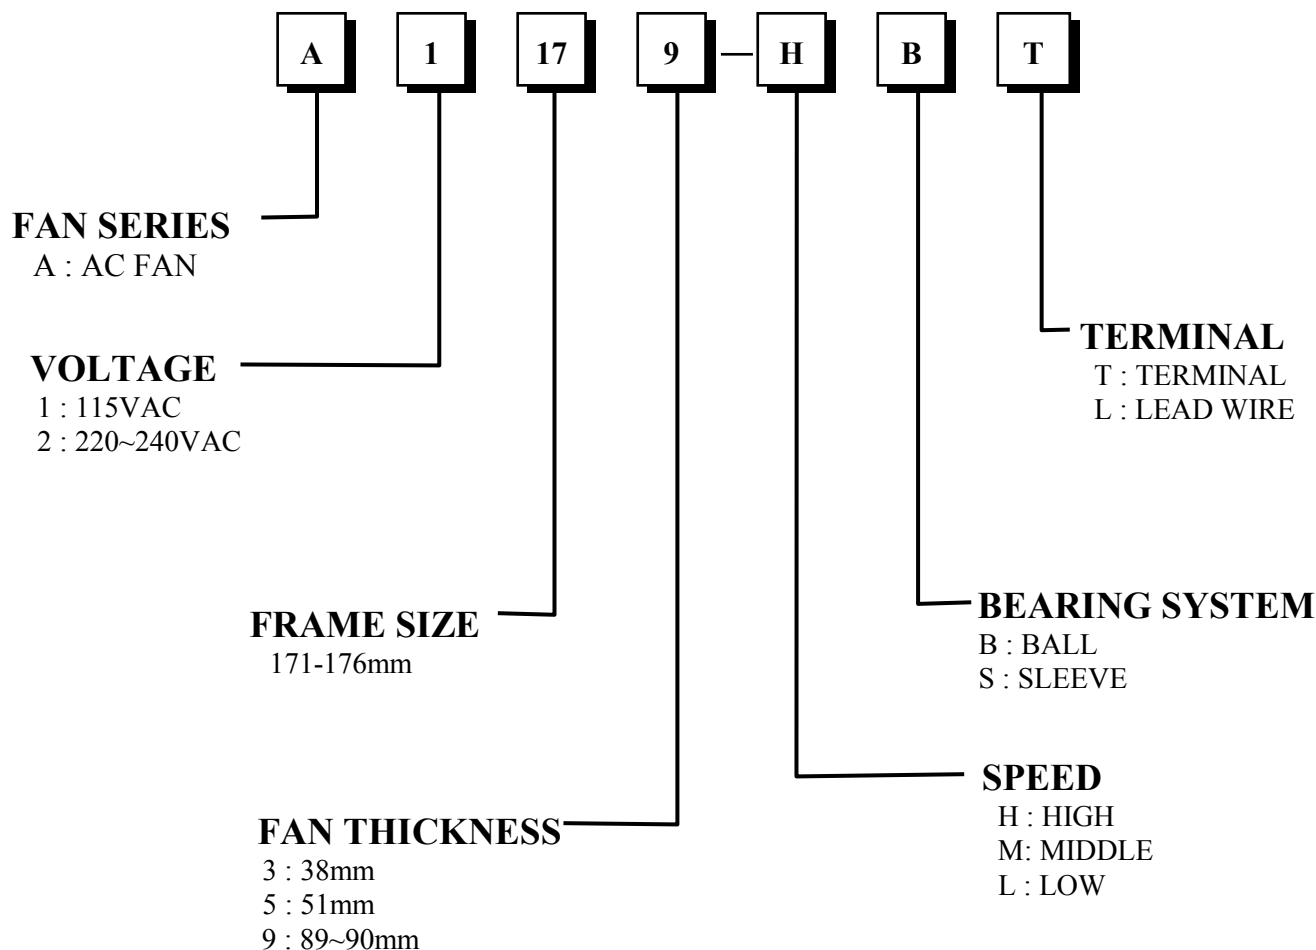 A 1 17 9 — H B T
FAN SERIES
A : AC FAN
VOLTAGE
1 : 115VAC
2 : 220~240VAC
TERMINAL
T : TERMINAL
L : LEAD WIRE
FRAME SIZE
171-176mm
BEARING SYSTEM
B : BALL
S : SLEEVE
SPEED
H : HIGH
M: MIDDLE
L : LOW
FAN THICKNESS
3 : 38mm
5 : 51mm
9 : 89~90mm